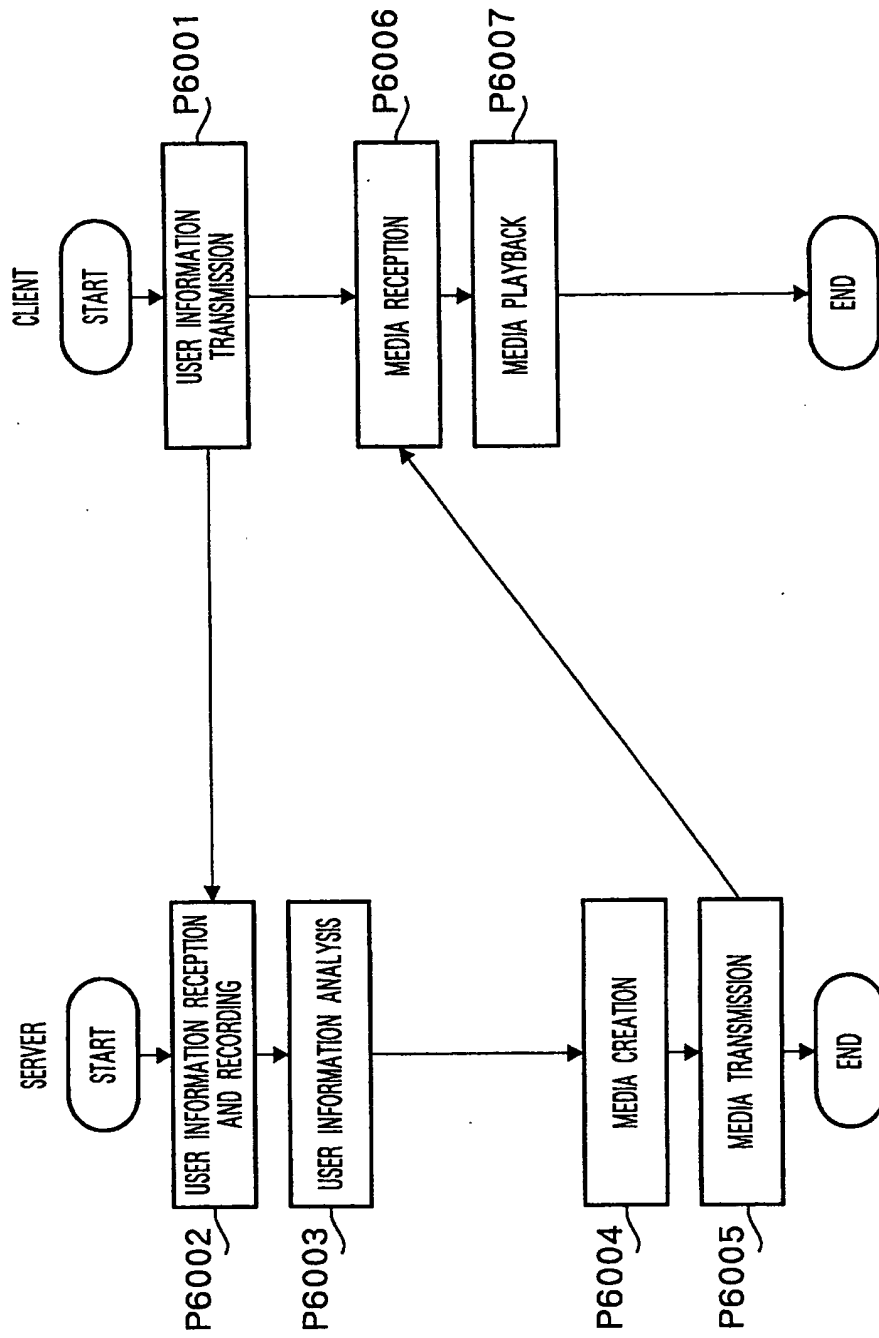 SERVER
START
P6002
USER INFORMATION RECEPTION
AND RECORDING
P6003
USER INFORMATION ANALYSIS
P6004
MEDIA CREATION
P6005
MEDIA TRANSMISSION
END
CLIENT
START
P6001
USER INFORMATION
TRANSMISSION
P6006
MEDIA RECEPTION
P6007
MEDIA PLAYBACK
END